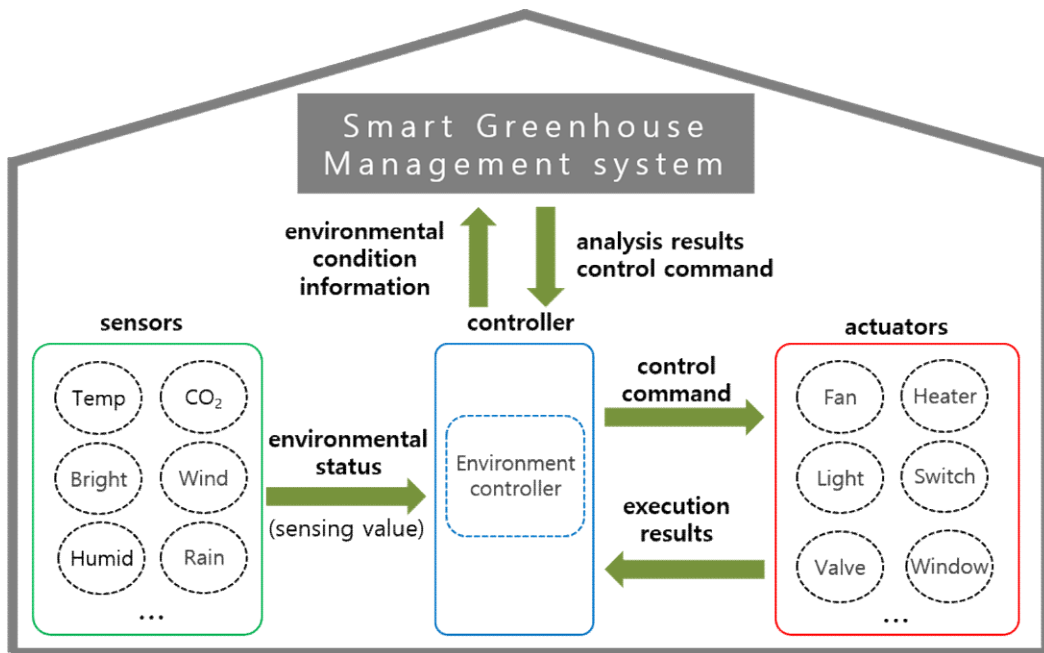 Smart Greenhouse
Management system
environmental
condition
information
analysis results
control command
sensors
controller
actuators
Temp
CO₂
Bright
Wind
Humid
Rain
...
environmental
status
(sensing value)
Environment
controller
control
command
execution
results
Fan
Heater
Light
Switch
Valve
Window
...